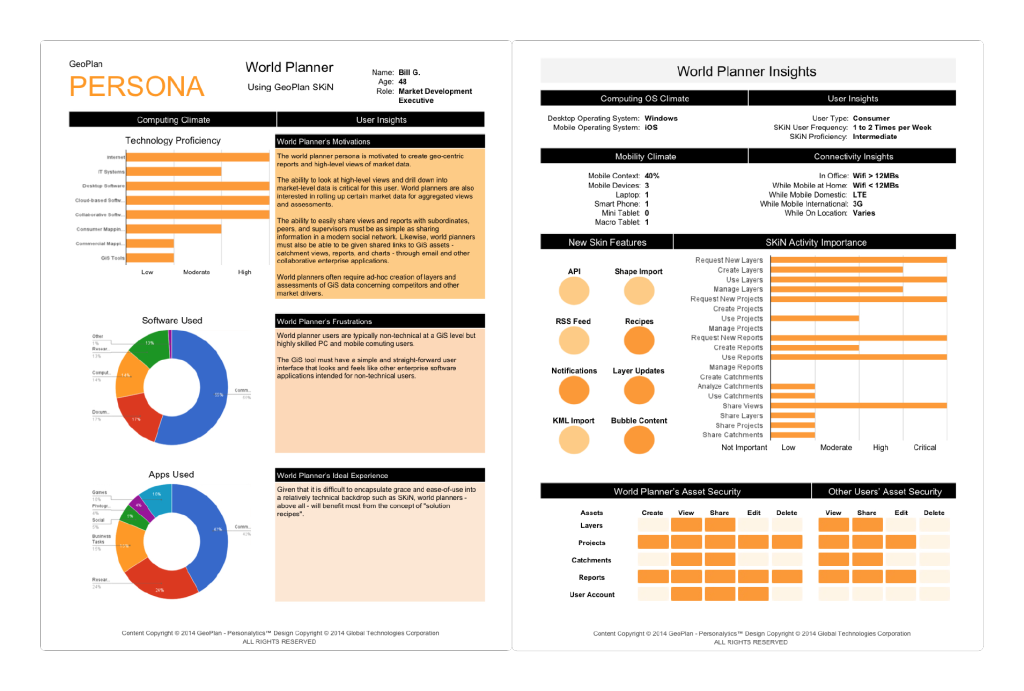 GeoPlan
PERSONA
World Planner
Using GeoPlan SKiN
Name: Bill G.
Age: 48
Role: Market Development
Executive
Computing Climate
User Insights
Technology Proficiency
Internet
IT Systems
Desktop Software
Cloud-based Softw...
Collaborative Softw...
Consumer Mappin...
Commercial Mappi...
GiS Tools
Low Moderate High
World Planner's Motivations
The world planner persona is motivated to create geo-centric
reports and high-level views of market data.
The ability to look at high-level views and drill down into
market-level data is critical for this user. World planners are also
interested in rolling up certain market data for aggregated views
and assessments.
The ability to easily share views and reports with subordinates,
peers, and supervisors must be as simple as sharing
information in a modern social network. Likewise, world planners
must also be able to be given shared links to GiS assets -
catchment views, reports, and charts - through email and other
collaborative enterprise applications.
World planners often require ad-hoc creation of layers and
assessments of GiS data concerning competitors and other
market drivers.
Software Used
Other
1%
Resear...
13%
Comput...
14%
Docum...
17%
Comm...
55%
13%
14%
17%
55%
World Planner's Frustrations
World planner users are typically non-technical at a GiS level but
highly skilled PC and mobile comuting users.
The GiS tool must have a simple and straight-forward user
interface that looks and feels like other enterprise software
applications intended for non-technical users.
Apps Used
Games
10%
Photogr...
Social
5%
Business
Tasks
15%
Resear...
24%
Comm...
10%
24%
World Planner's Ideal Experience
Given that it is difficult to encapsulate grace and ease-of-use into
a relatively technical backdrop such as SKiN, world planners -
above all - will benefit most from the concept of "solution
recipes".
Content Copyright © 2014 GeoPlan - Personalytics™ Design Copyright © 2014 Global Technologies Corporation
ALL RIGHTS RESERVED
World Planner Insights
Computing OS Climate
User Insights
Desktop Operating System: Windows
Mobile Operating System: iOS
User Type: Consumer
SKiN User Frequency: 1 to 2 Times per Week
SKiN Proficiency: Intermediate
Mobility Climate
Connectivity Insights
Mobile Context: 40%
Mobile Devices: 3
Laptop: 1
Smart Phone: 1
Mini Tablet: 0
Macro Tablet: 1
In Office: Wifi > 12MBs
While Mobile at Home: Wifi < 12MBs
While Mobile Domestic: LTE
While Mobile International: 3G
While On Location: Varies
New Skin Features
SKiN Activity Importance
API Shape Import
RSS Feed Recipes
Notifications Layer Updates
KML Import Bubble Content
Request New Layers
Create Layers
Use Layers
Manage Layers
Request New Projects
Create Projects
Use Projects
Manage Projects
Request New Reports
Create Reports
Use Reports
Manage Reports
Create Catchments
Analyze Catchments
Use Catchments
Share Views
Share Layers
Share Projects
Share Catchments
Not Important Low Moderate High Critical
World Planner's Asset Security
Other Users' Asset Security
Assets Create View Share Edit Delete View Share Edit Delete
Layers
Projects
Catchments
Reports
User Account
Content Copyright © 2014 GeoPlan - Personalytics™ Design Copyright © 2014 Global Technologies Corporation
ALL RIGHTS RESERVED